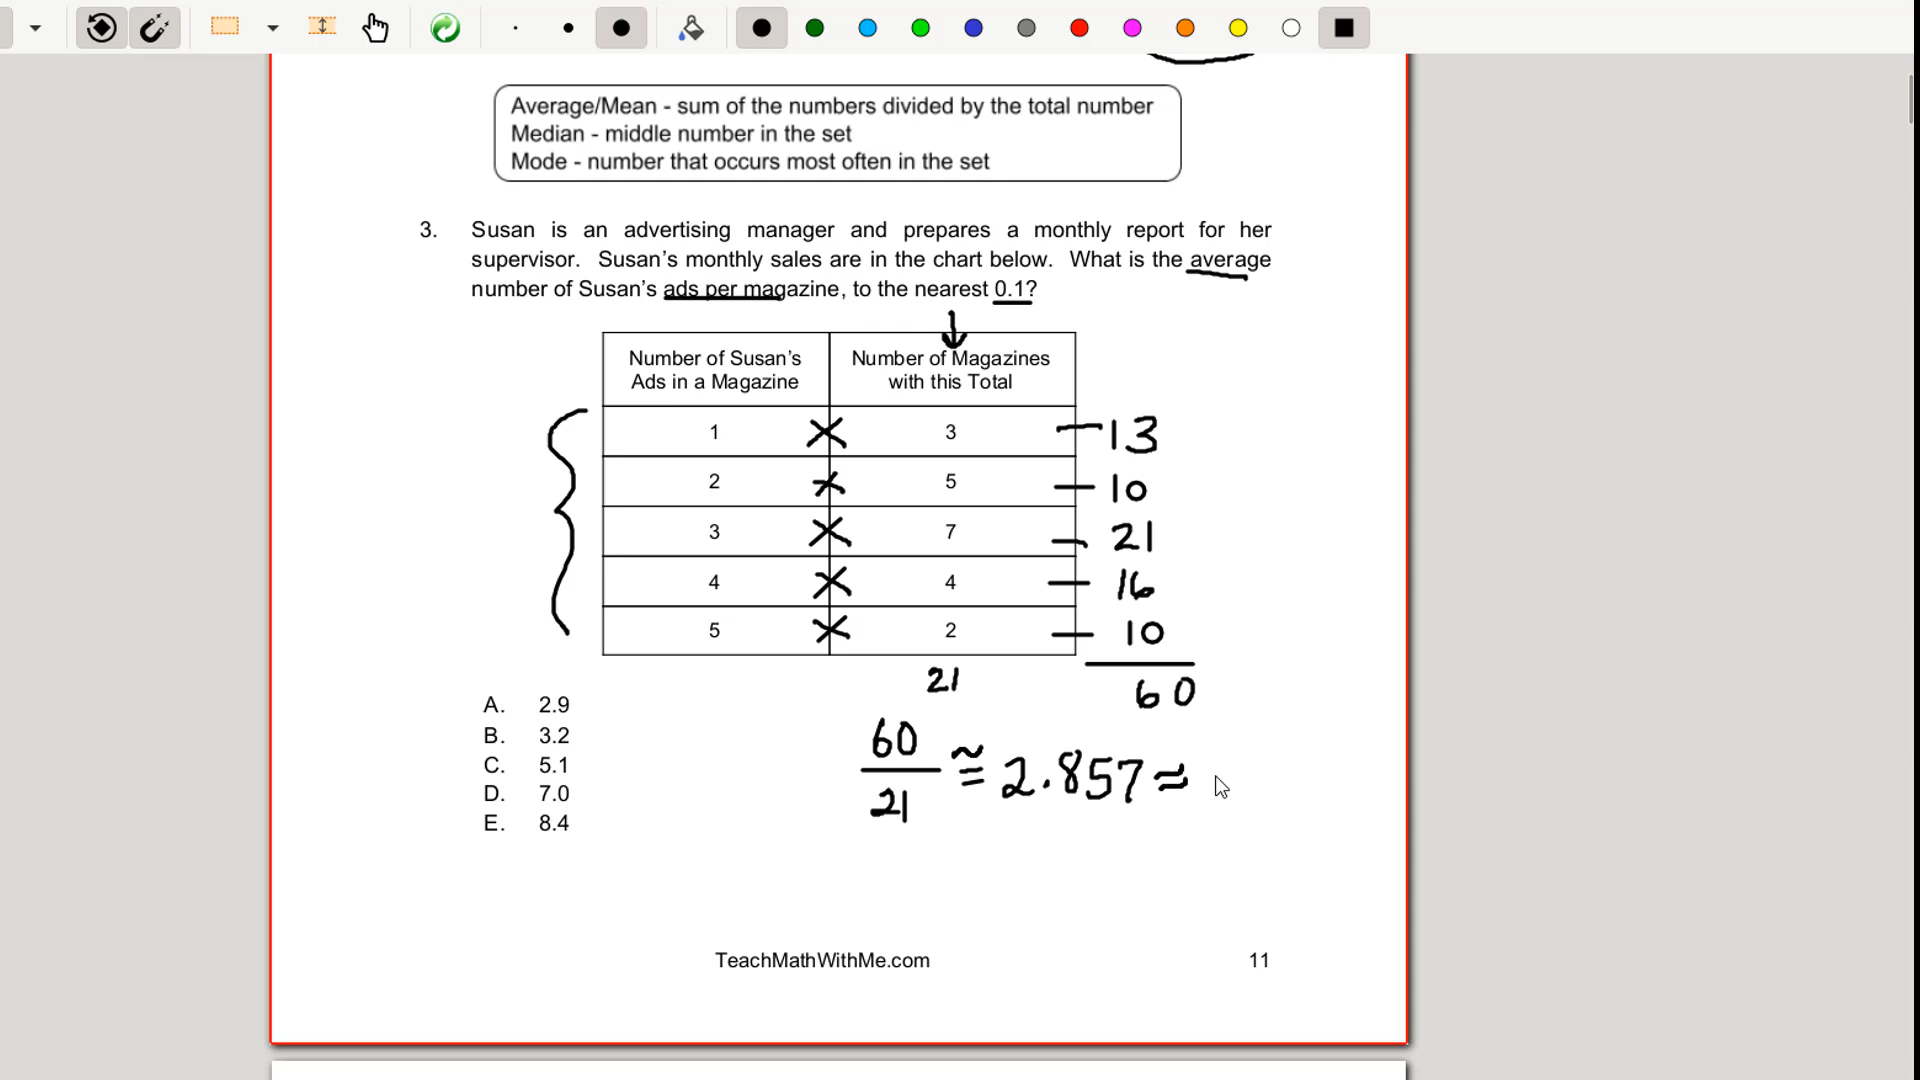 Average/Mean - sum of the numbers divided by the total number
Median - middle number in the set
Mode - number that occurs most often in the set
3. Susan is an advertising manager and prepares a monthly report for her
supervisor. Susan's monthly sales are in the chart below. What is the average
number of Susan's ads per magazine, to the nearest 0.1?
Number of Susan's Number of Magazines
Ads in a Magazine with this Total
1 × 3 - 13
2 × 5 - 10
3 × 7 - 21
4 × 4 - 16
5 × 2 - 10
21 60
A. 2.9
B. 3.2
C. 5.1
D. 7.0
E. 8.4
60
21
≅ 2.857 ≈
TeachMathWithMe.com 11